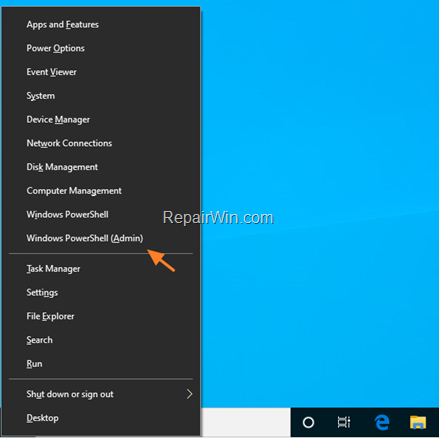 Apps and Features
Power Options
Event Viewer
System
Device Manager
Network Connections
Disk Management
Computer Management
Windows PowerShell
RepairWin.com
Windows PowerShell (Admin)
Task Manager
Settings
File Explorer
Search
Run
Shut down or sign out
Desktop